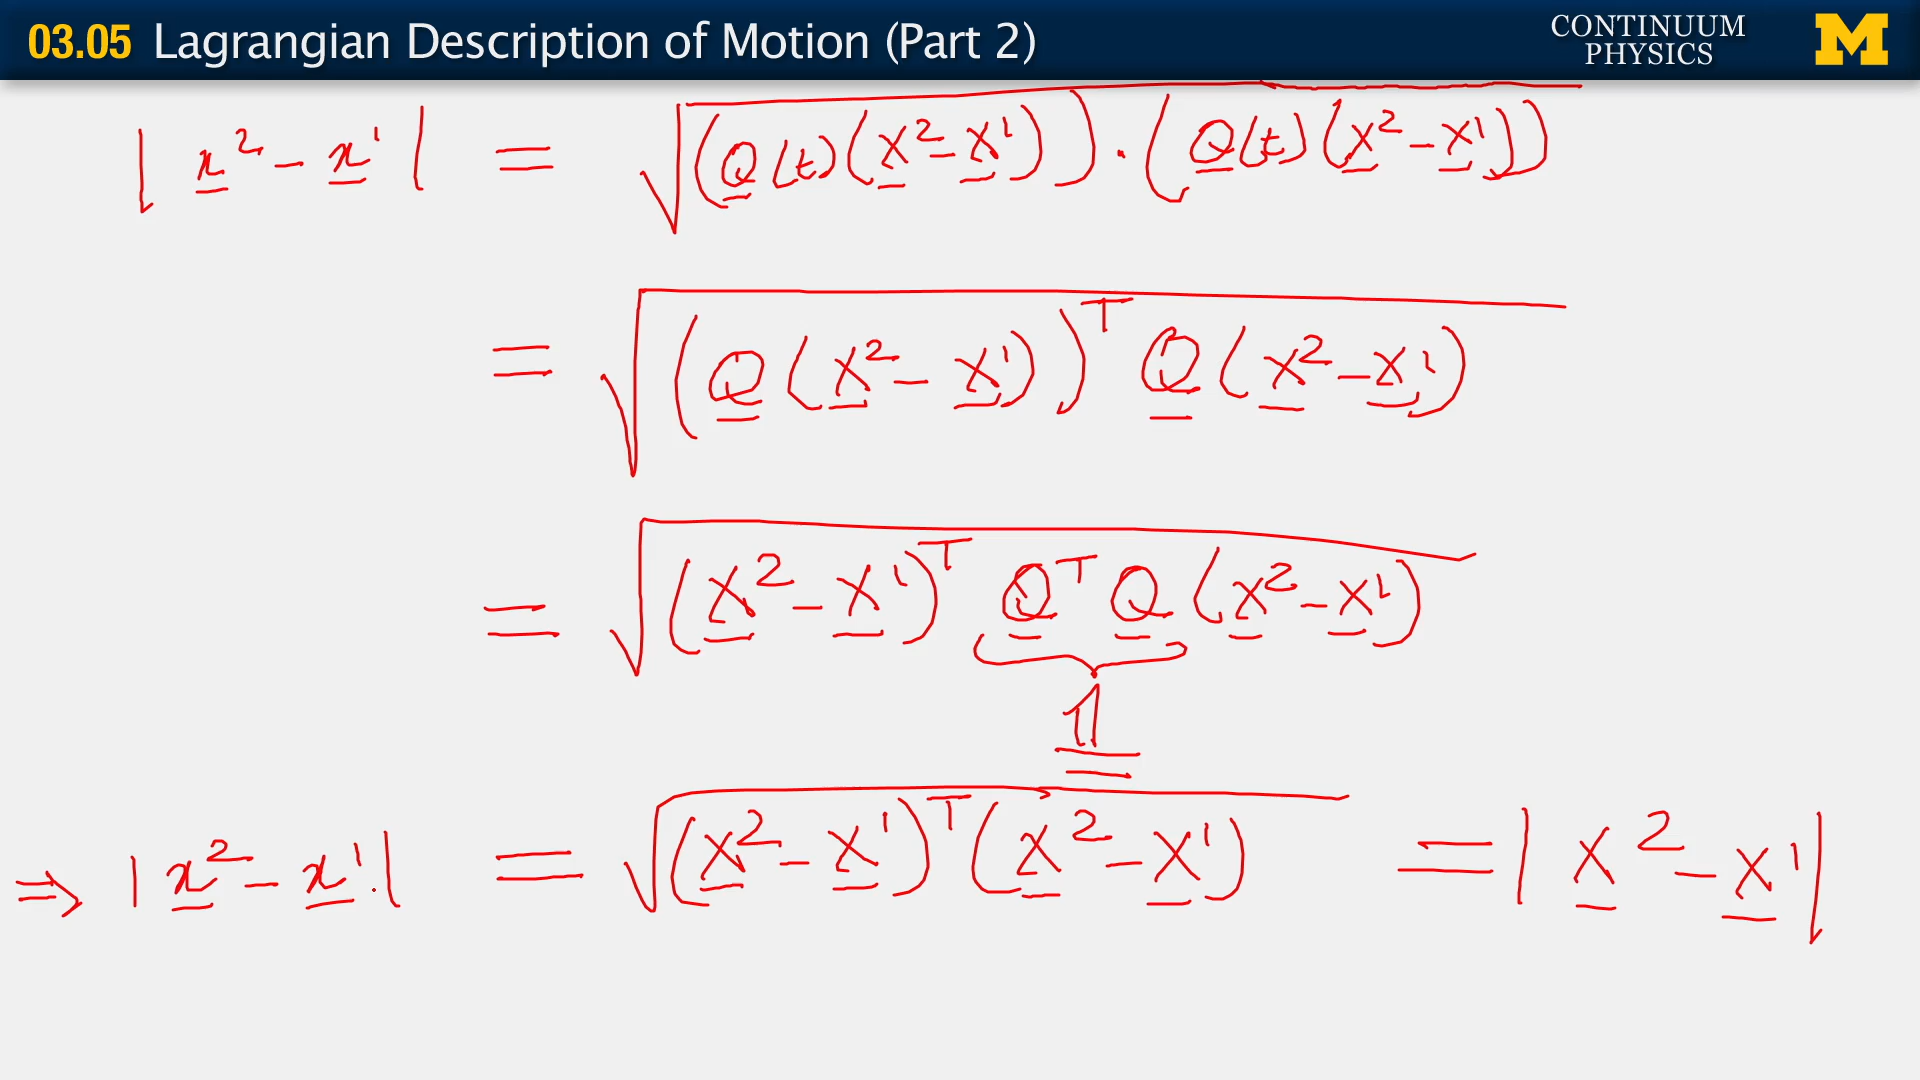 03.05 Lagrangian Description of Motion (Part 2)
CONTINUUM
PHYSICS
M
|x² - x¹| = √((Q(t)(X² - X¹)) · (Q(t)(X² - X¹)))
= √((Q(X² - X¹))ᵀ Q(X² - X¹))
= √((X² - X¹)ᵀ QᵀQ (X² - X¹))
𝟙
⇒ |x² - x¹| = √((X² - X¹)ᵀ(X² - X¹)) = |X² - X¹|